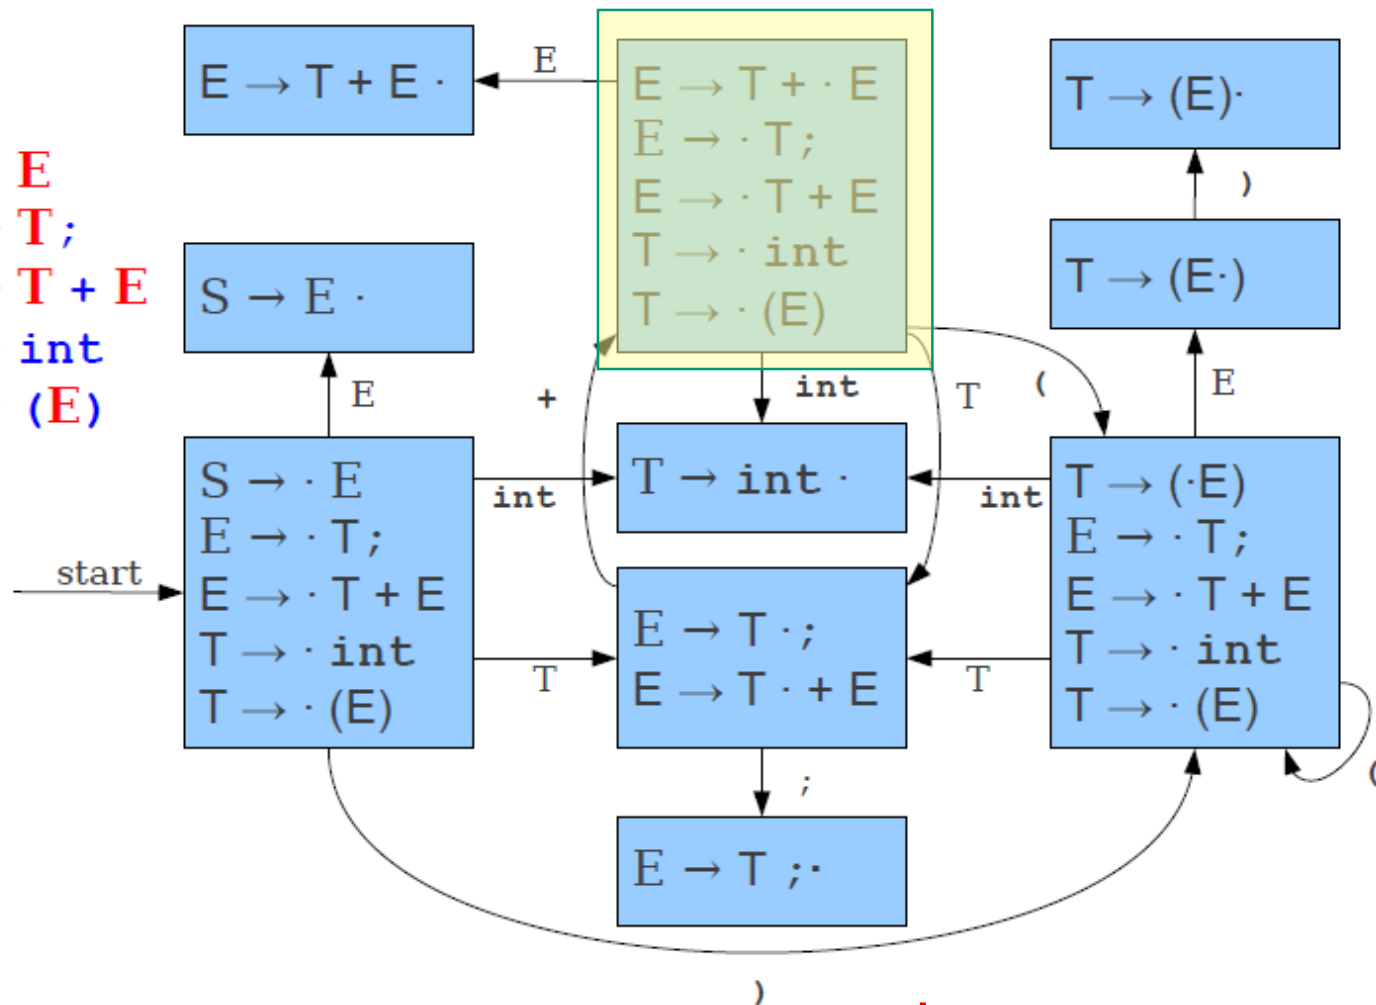 E → T + E ·
E
E → T + · E
E → · T ;
E → · T + E
T → · int
T → · (E)
T → (E)·
)
T → (E·)
E
T ;
T + E
int
(E)
S → E ·
E
+
int
T
(
E
S → · E
E → · T ;
E → · T + E
T → · int
T → · (E)
start
int
T → int ·
int
T → (·E)
E → · T ;
E → · T + E
T → · int
T → · (E)
T
E → T · ;
E → T · + E
T
(
;
E → T ; ·
)